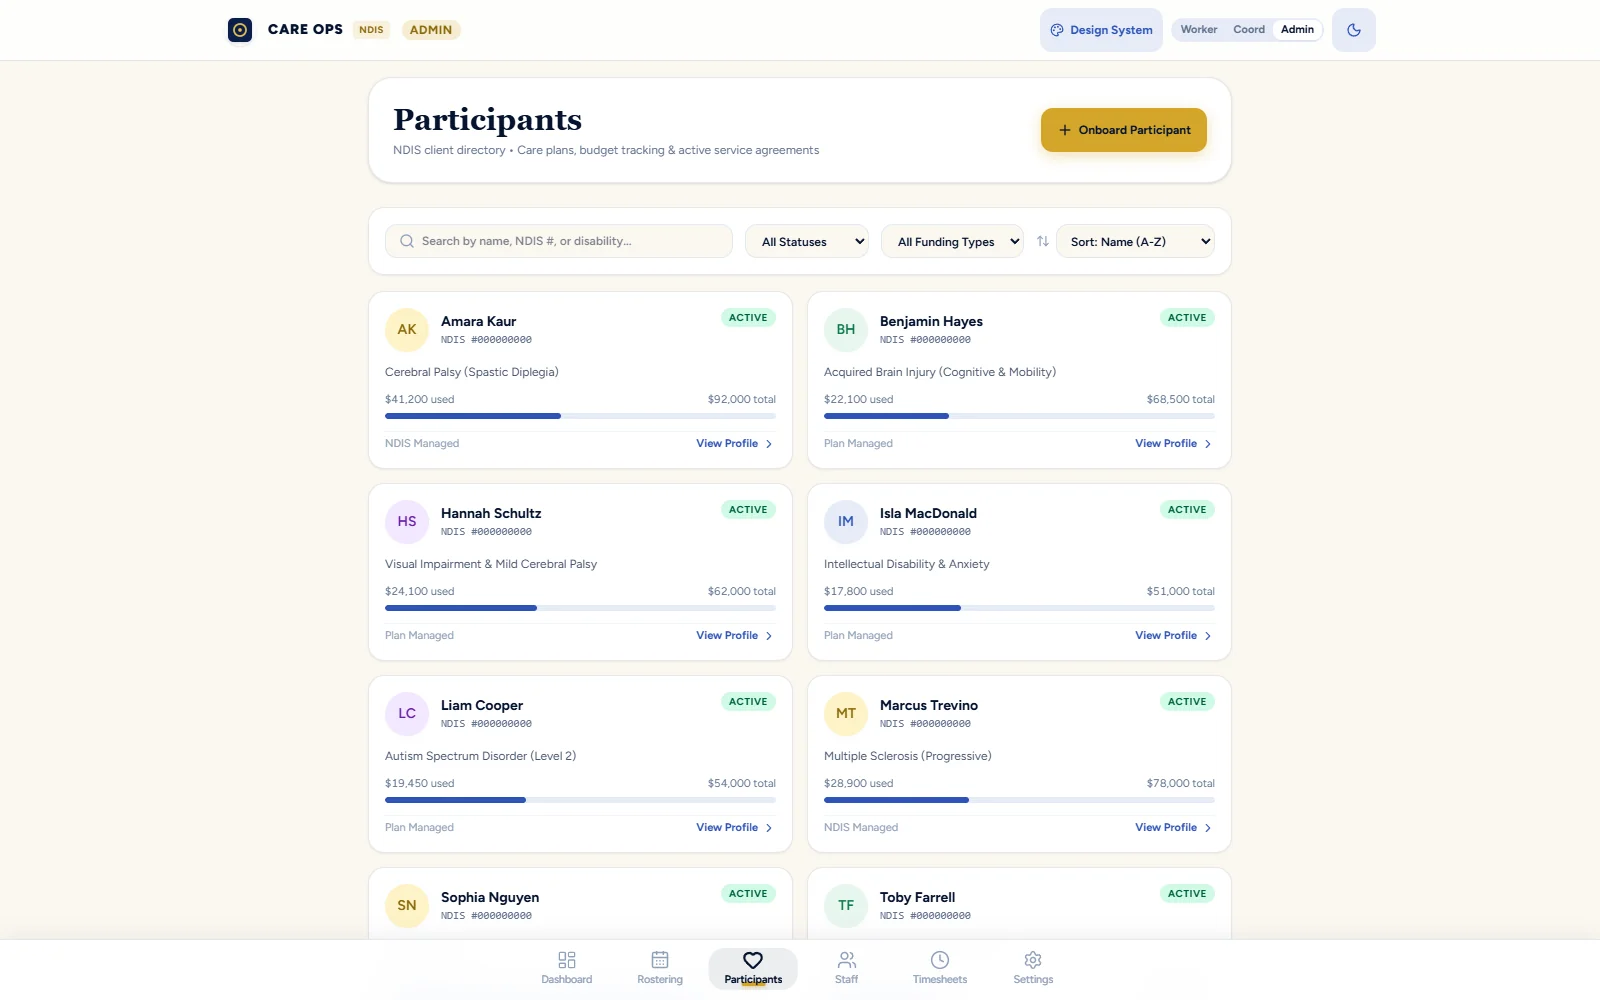 CARE OPS NDIS ADMIN
Design System Worker Coord Admin
Participants
NDIS client directory • Care plans, budget tracking & active service agreements
Onboard Participant
Search by name, NDIS #, or disability...
All Statuses
All Funding Types
Sort: Name (A-Z)
AK
Amara Kaur
NDIS #000000000
ACTIVE
Cerebral Palsy (Spastic Diplegia)
$41,200 used $92,000 total
NDIS Managed View Profile
BH
Benjamin Hayes
NDIS #000000000
ACTIVE
Acquired Brain Injury (Cognitive & Mobility)
$22,100 used $68,500 total
Plan Managed View Profile
HS
Hannah Schultz
NDIS #000000000
ACTIVE
Visual Impairment & Mild Cerebral Palsy
$24,100 used $62,000 total
Plan Managed View Profile
IM
Isla MacDonald
NDIS #000000000
ACTIVE
Intellectual Disability & Anxiety
$17,800 used $51,000 total
Plan Managed View Profile
LC
Liam Cooper
NDIS #000000000
ACTIVE
Autism Spectrum Disorder (Level 2)
$19,450 used $54,000 total
Plan Managed View Profile
MT
Marcus Trevino
NDIS #000000000
ACTIVE
Multiple Sclerosis (Progressive)
$28,900 used $78,000 total
NDIS Managed View Profile
SN
Sophia Nguyen
NDIS #000000000
ACTIVE
TF
Toby Farrell
NDIS #000000000
ACTIVE
Dashboard Rostering Participants Staff Timesheets Settings